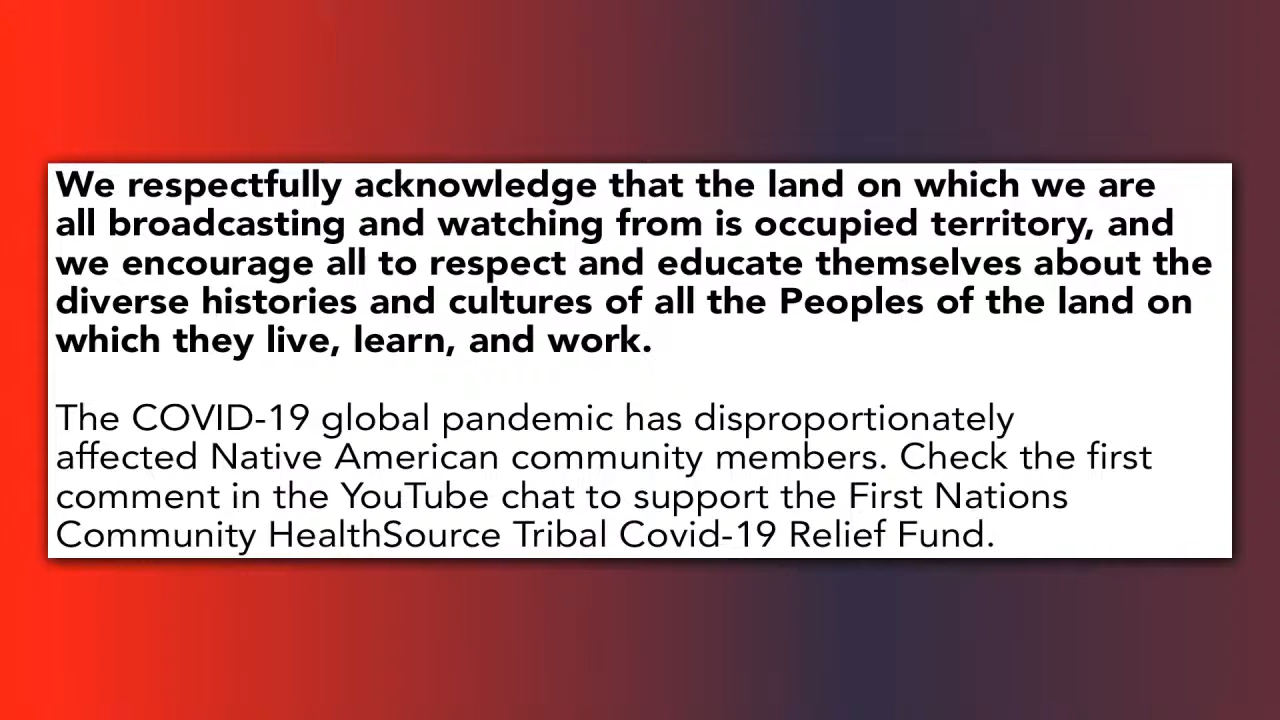 We respectfully acknowledge that the land on which we are
all broadcasting and watching from is occupied territory, and
we encourage all to respect and educate themselves about the
diverse histories and cultures of all the Peoples of the land on
which they live, learn, and work.
The COVID-19 global pandemic has disproportionately
affected Native American community members. Check the first
comment in the YouTube chat to support the First Nations
Community HealthSource Tribal Covid-19 Relief Fund.